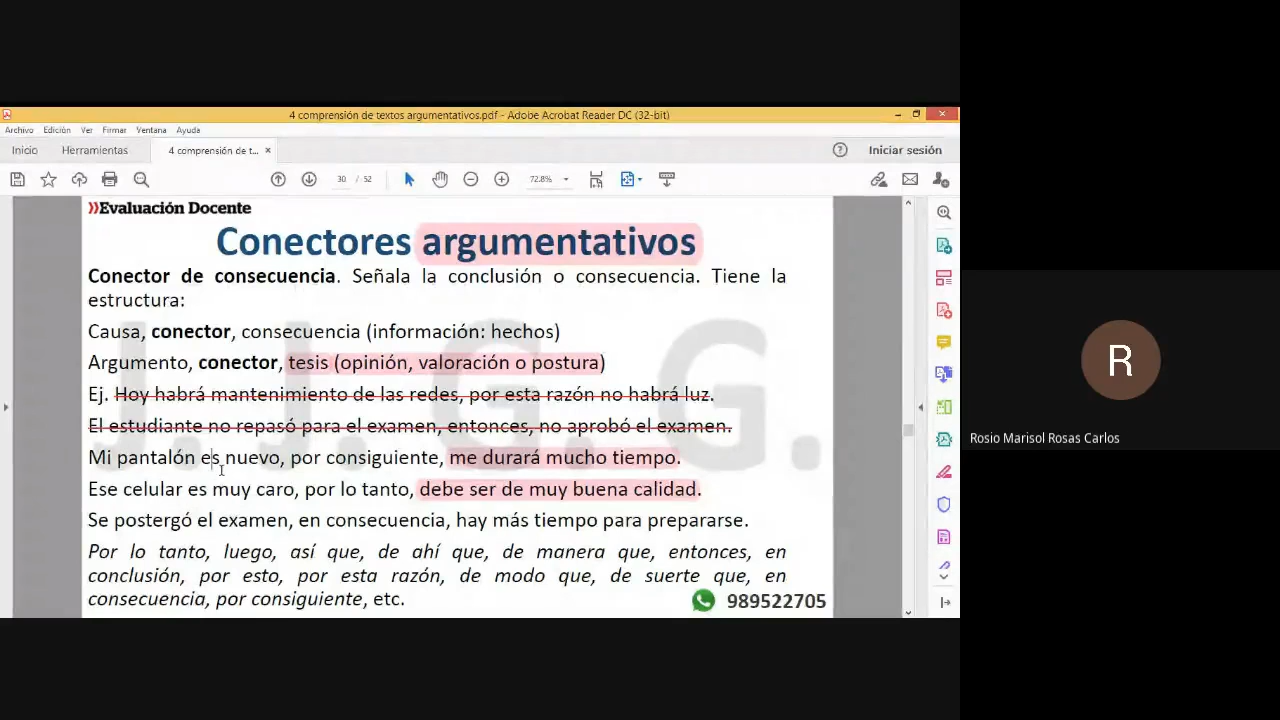 4 comprensión de textos argumentativos.pdf - Adobe Acrobat Reader DC (32-bit)
Archivo Edición Ver Firmar Ventana Ayuda
Inicio Herramientas 4 comprensión de t... × Iniciar sesión
30 / 52 72.8%
»Evaluación Docente
Conectores argumentativos
Conector de consecuencia. Señala la conclusión o consecuencia. Tiene la
estructura:
Causa, conector, consecuencia (información: hechos)
Argumento, conector, tesis (opinión, valoración o postura)
Ej. Hoy habrá mantenimiento de las redes, por esta razón no habrá luz.
El estudiante no repasó para el examen, entonces, no aprobó el examen.
Mi pantalón es nuevo, por consiguiente, me durará mucho tiempo.
Ese celular es muy caro, por lo tanto, debe ser de muy buena calidad.
Se postergó el examen, en consecuencia, hay más tiempo para prepararse.
Por lo tanto, luego, así que, de ahí que, de manera que, entonces, en
conclusión, por esto, por esta razón, de modo que, de suerte que, en
consecuencia, por consiguiente, etc.
989522705
J. J. G. G.
R
Rosio Marisol Rosas Carlos